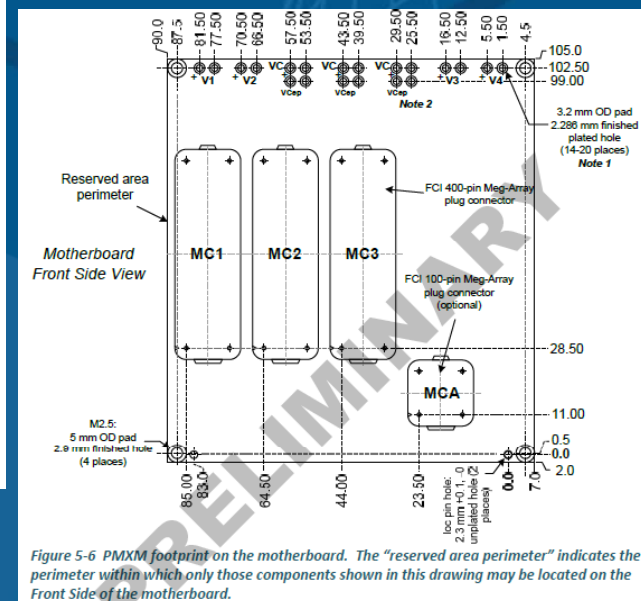 90.0
87.5
81.50
77.50
70.50
66.50
57.50
53.50
43.50
39.50
29.50
25.50
16.50
12.50
5.50
1.50
4.5
105.0
102.50
99.00
+ V1
+ V2
VC
+
VCep
VC
+
VCep
VC
+
VCep
+ V3
+ V4
Note 2
3.2 mm OD pad
2.286 mm finished
plated hole
(14-20 places)
Note 1
Reserved area
perimeter
FCI 400-pin Meg-Array
plug connector
Motherboard
Front Side View
MC1
MC2
MC3
FCI 100-pin Meg-Array
plug connector
(optional)
MCA
28.50
11.00
M2.5:
5 mm OD pad
2.9 mm finished hole
(4 places)
0.5
0.0
2.0
85.00
83.0
64.50
44.00
23.50
loc pin hole:
2.3 mm +0.1, -.0
unplated hole (2
places)
0.0
7.0
PRELIMINARY
Figure 5-6 PMXM footprint on the motherboard. The "reserved area perimeter" indicates the
perimeter within which only those components shown in this drawing may be located on the
Front Side of the motherboard.